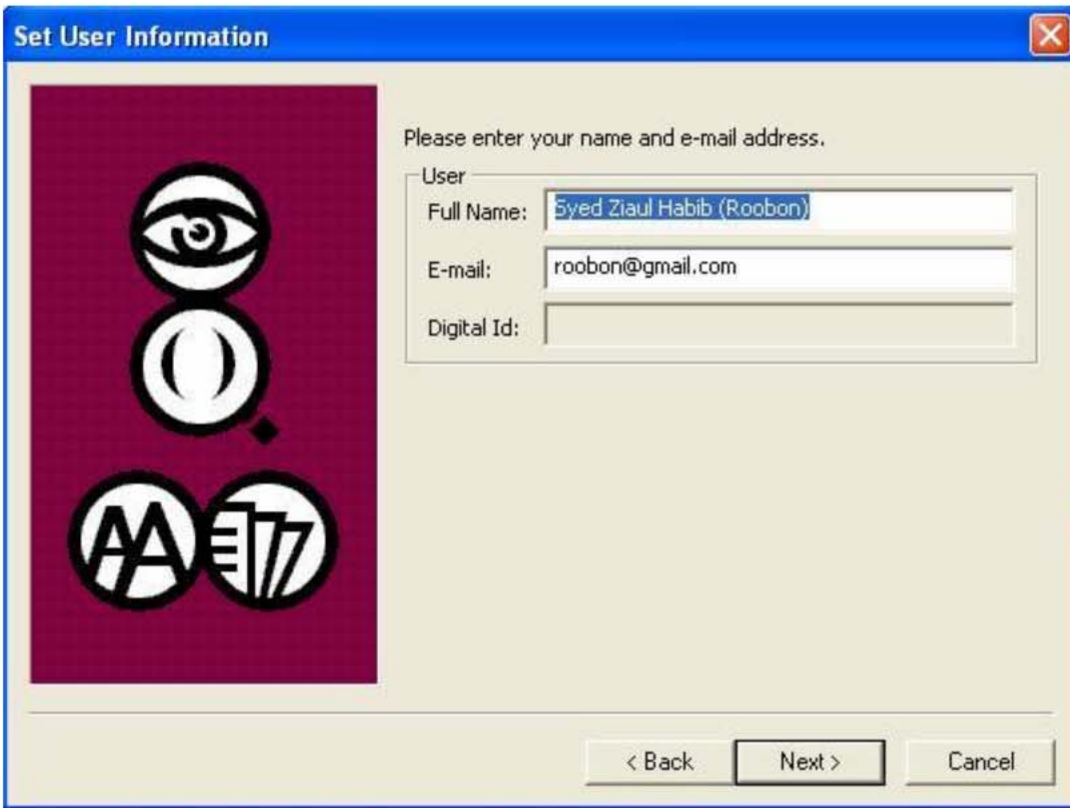 Set User Information
Please enter your name and e-mail address.
User
Full Name: Syed Ziaul Habib (Roobon)
E-mail: roobon@gmail.com
Digital Id:
AA
< Back Next > Cancel